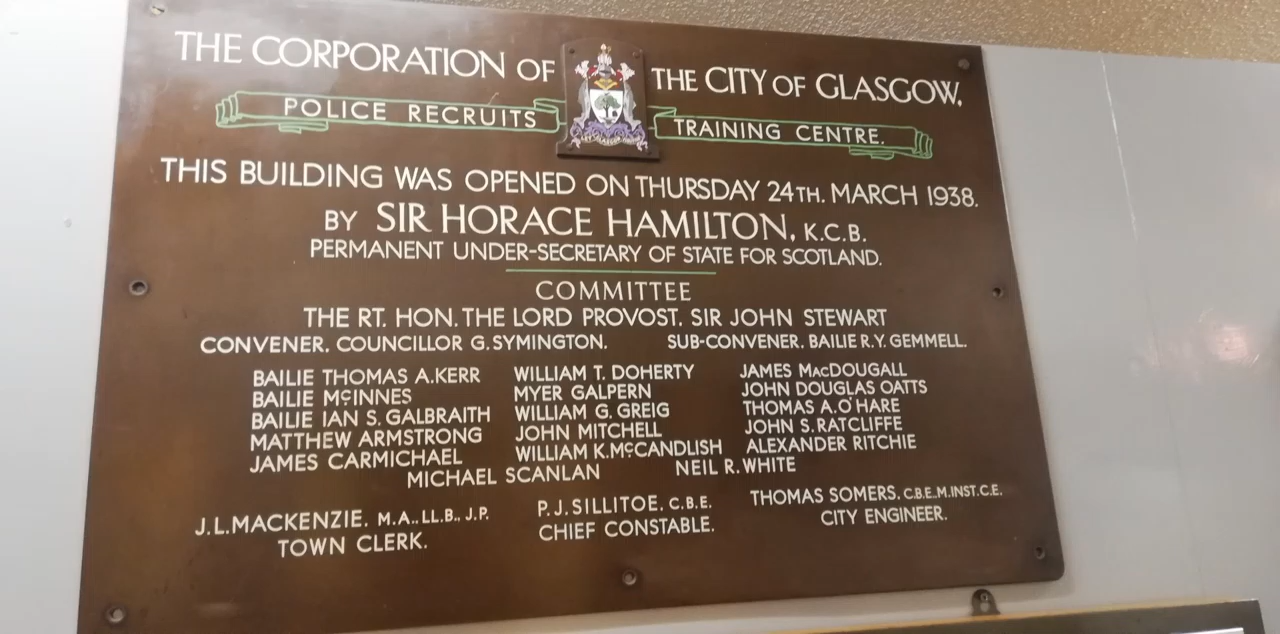 THE CORPORATION OF THE CITY OF GLASGOW,
POLICE RECRUITS TRAINING CENTRE.
THIS BUILDING WAS OPENED ON THURSDAY 24TH. MARCH 1938.
BY SIR HORACE HAMILTON, K.C.B.
PERMANENT UNDER-SECRETARY OF STATE FOR SCOTLAND.
COMMITTEE
THE RT. HON. THE LORD PROVOST. SIR JOHN STEWART
CONVENER. COUNCILLOR G. SYMINGTON. SUB-CONVENER. BAILIE R.Y. GEMMELL.
BAILIE THOMAS A. KERR WILLIAM T. DOHERTY JAMES MACDOUGALL
BAILIE McINNES MYER GALPERN JOHN DOUGLAS OATTS
BAILIE IAN S. GALBRAITH WILLIAM G. GREIG THOMAS A. O'HARE
MATTHEW ARMSTRONG JOHN MITCHELL JOHN S. RATCLIFFE
JAMES CARMICHAEL WILLIAM K. McCANDLISH ALEXANDER RITCHIE
MICHAEL SCANLAN NEIL R. WHITE
J.L. MACKENZIE. M.A., LL.B., J.P. P.J. SILLITOE. C.B.E. THOMAS SOMERS. C.B.E., M.INST.C.E.
TOWN CLERK. CHIEF CONSTABLE. CITY ENGINEER.